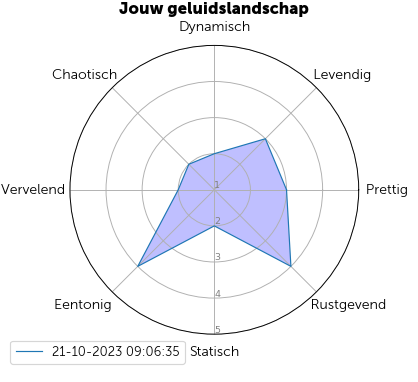 Jouw geluidslandschap
Dynamisch
Chaotisch
Levendig
Vervelend
1
Prettig
2
3
4
Eentonig
Rustgevend
5
21-10-2023 09:06:35
Statisch